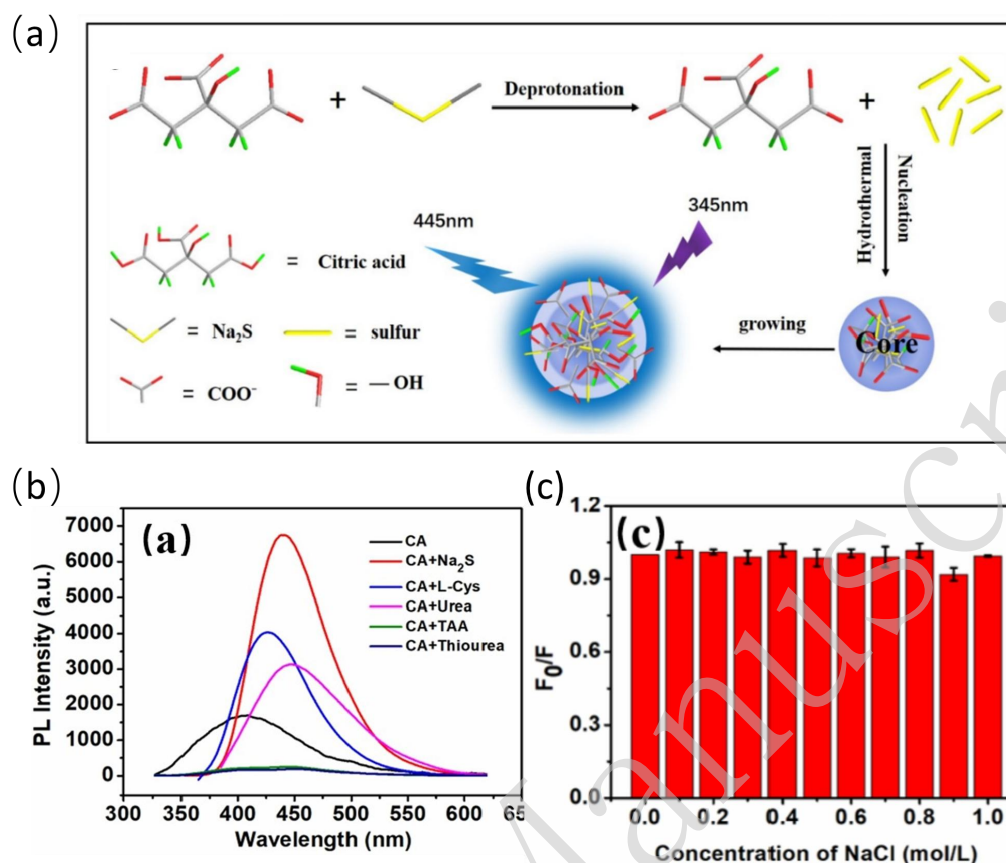 (a)
+
Deprotonation
+
Hydrothermal
Nucleation
445nm
345nm
= Citric acid
= Na₂S
= sulfur
= COO⁻
= — OH
growing
Core
(b)
(a)
7000
6000
5000
4000
3000
2000
1000
0
PL Intensity (a.u.)
CA
CA+Na₂S
CA+L-Cys
CA+Urea
CA+TAA
CA+Thiourea
300 350 400 450 500 550 600 65
Wavelength (nm)
(c)
(c)
1.2
0.9
0.6
0.3
0.0
F₀/F
0.0 0.2 0.4 0.6 0.8 1.0
Concentration of NaCl (mol/L)
Manuscri